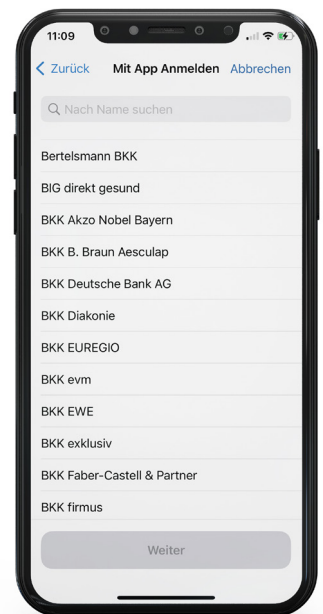 11:09
Zurück Mit App Anmelden Abbrechen
Nach Name suchen
Bertelsmann BKK
BIG direkt gesund
BKK Akzo Nobel Bayern
BKK B. Braun Aesculap
BKK Deutsche Bank AG
BKK Diakonie
BKK EUREGIO
BKK evm
BKK EWE
BKK exklusiv
BKK Faber-Castell & Partner
BKK firmus
Weiter